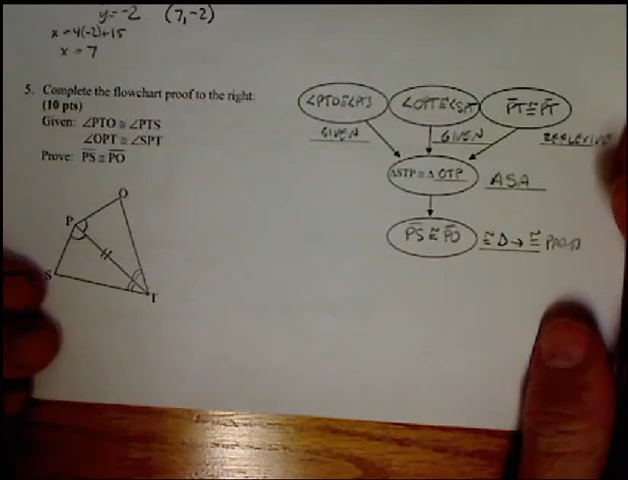 y = -2 (7,-2)
x = 4(-2)+15
x = 7
5. Complete the flowchart proof to the right:
(10 pts)
Given: ∠PTO ≅ ∠PTS
∠OPT ≅ ∠SPT
Prove: PS ≅ PO
∠PTO≅∠PTS ∠OPT≅∠SPT PT≅PT
GIVEN GIVEN REFLEXIVE
ΔSTP ≅ Δ OTP ASA
PS ≅ PO ≅ Δ → ≅ PARTS
O
P
S
T